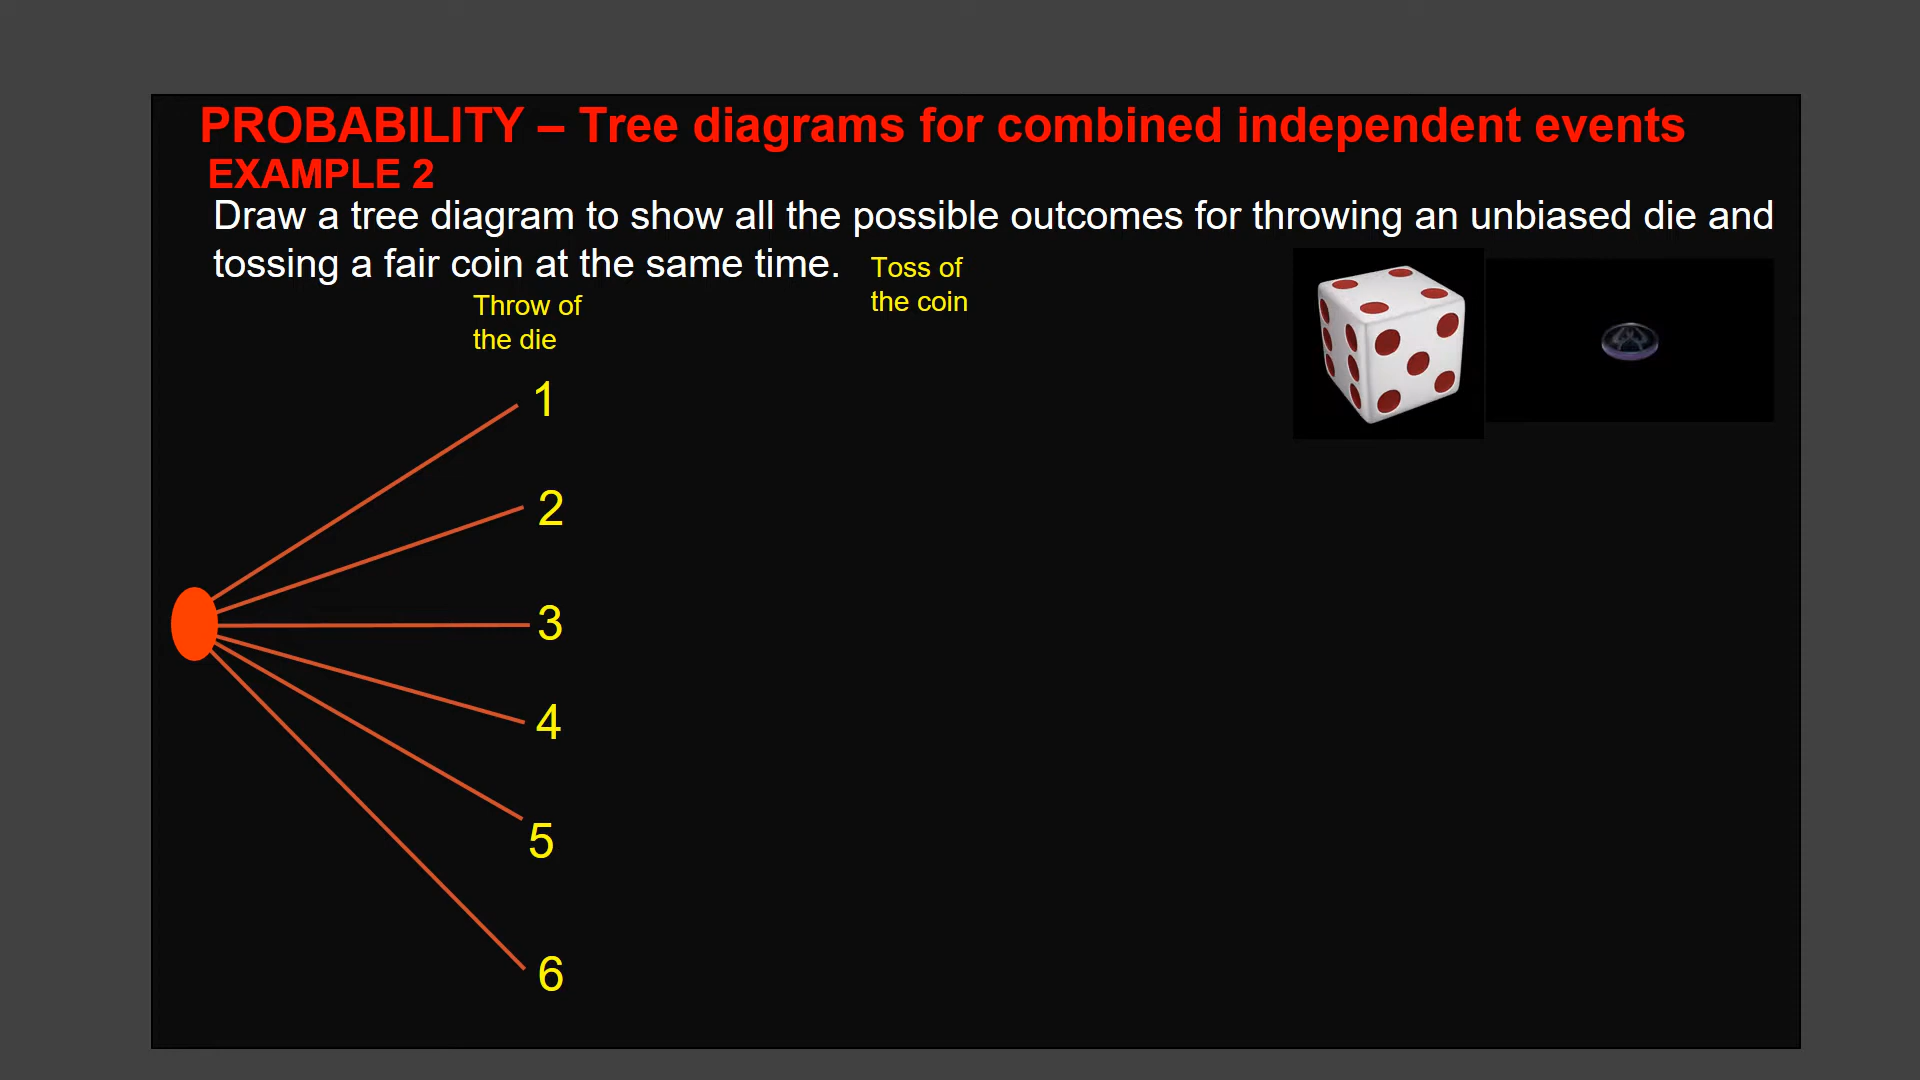 PROBABILITY – Tree diagrams for combined independent events
EXAMPLE 2
Draw a tree diagram to show all the possible outcomes for throwing an unbiased die and
tossing a fair coin at the same time.
Toss of
the coin
Throw of
the die
1
2
3
4
5
6